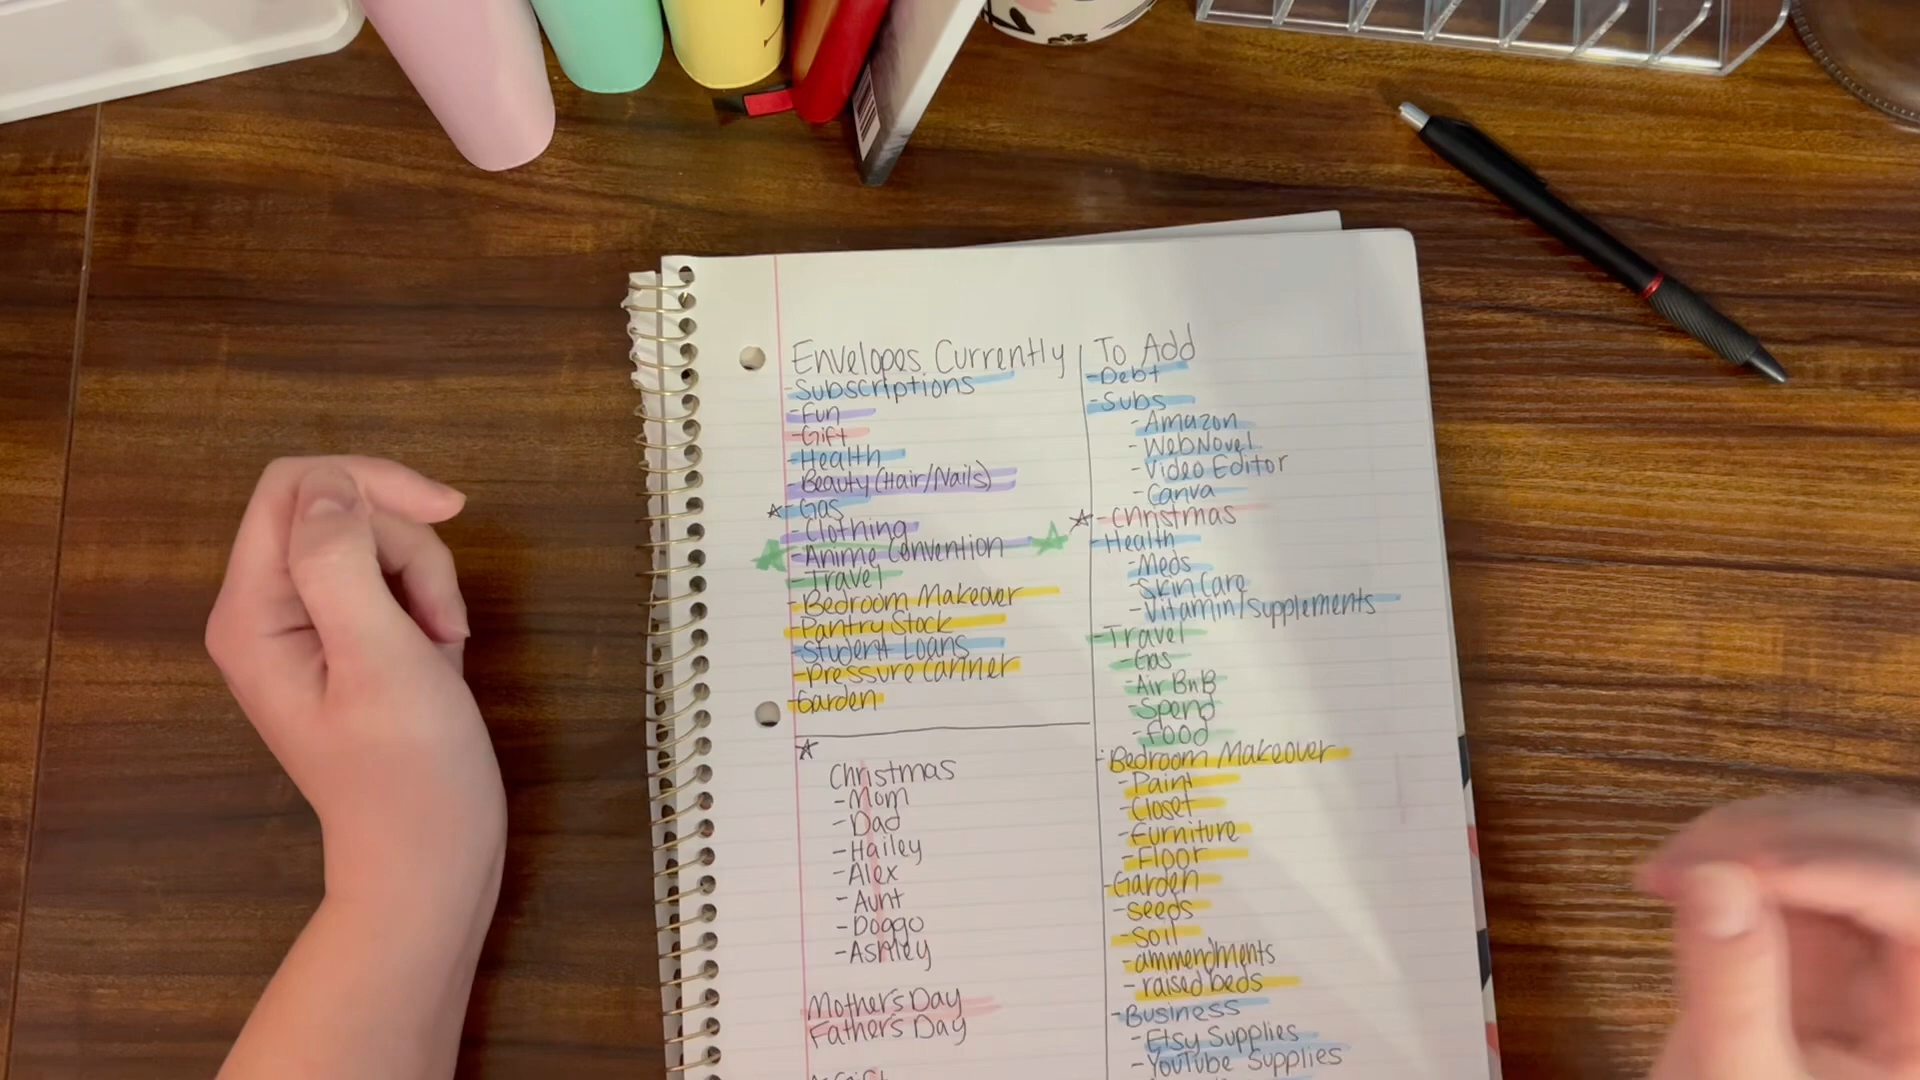 Envelopes Currently
-Subscriptions
-Fun
-Gift
-Health
-Beauty (Hair/Nails)
-Gas
-Clothing
-Anime Convention
-Travel
-Bedroom Makeover
-Pantry Stock
-Student Loans
-Pressure Canner
-Garden
Christmas
-Mom
-Dad
-Hailey
-Alex
-Aunt
-Doggo
-Ashley
Mother's Day
Father's Day
To Add
-Debt
-Subs
-Amazon
-WebNovel
-Video Editor
-Canva
-Christmas
-Health
-Meds
-Skin Care
-Vitamin/Supplements
-Travel
-Gas
-Air BnB
-Spend
-Food
-Bedroom Makeover
-Paint
-Closet
-Furniture
-Floor
-Garden
-Seeds
-Soil
-ammendments
-raised beds
-Business
-Etsy Supplies
-YouTube Supplies